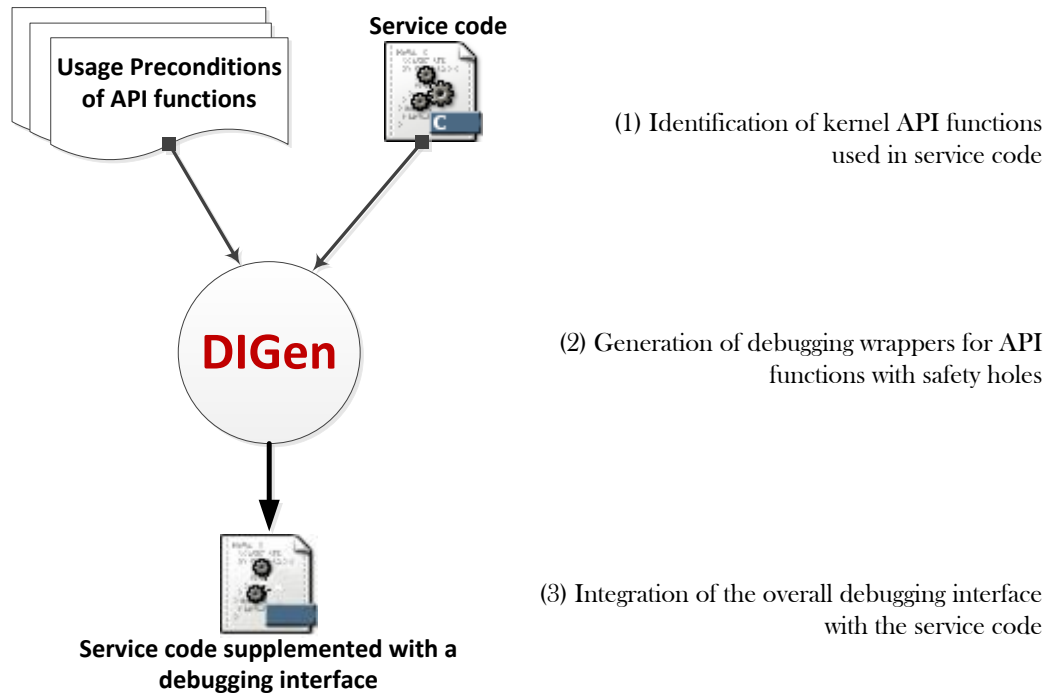 Service code
Usage Preconditions
of API functions
C
(1) Identification of kernel API functions
used in service code
DIGen
(2) Generation of debugging wrappers for API
functions with safety holes
(3) Integration of the overall debugging interface
with the service code
Service code supplemented with a
debugging interface